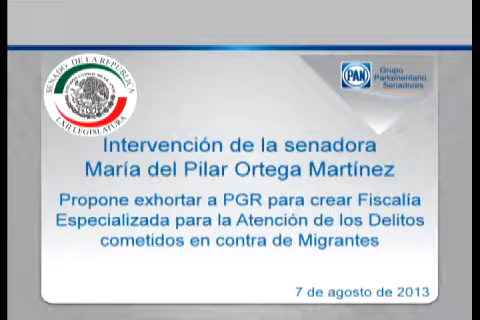 SENADO DE LA REPÚBLICA
LXII LEGISLATURA
PAN
Grupo
Parlamentario
Senadores
Intervención de la senadora
María del Pilar Ortega Martínez
Propone exhortar a PGR para crear Fiscalía
Especializada para la Atención de los Delitos
cometidos en contra de Migrantes
7 de agosto de 2013